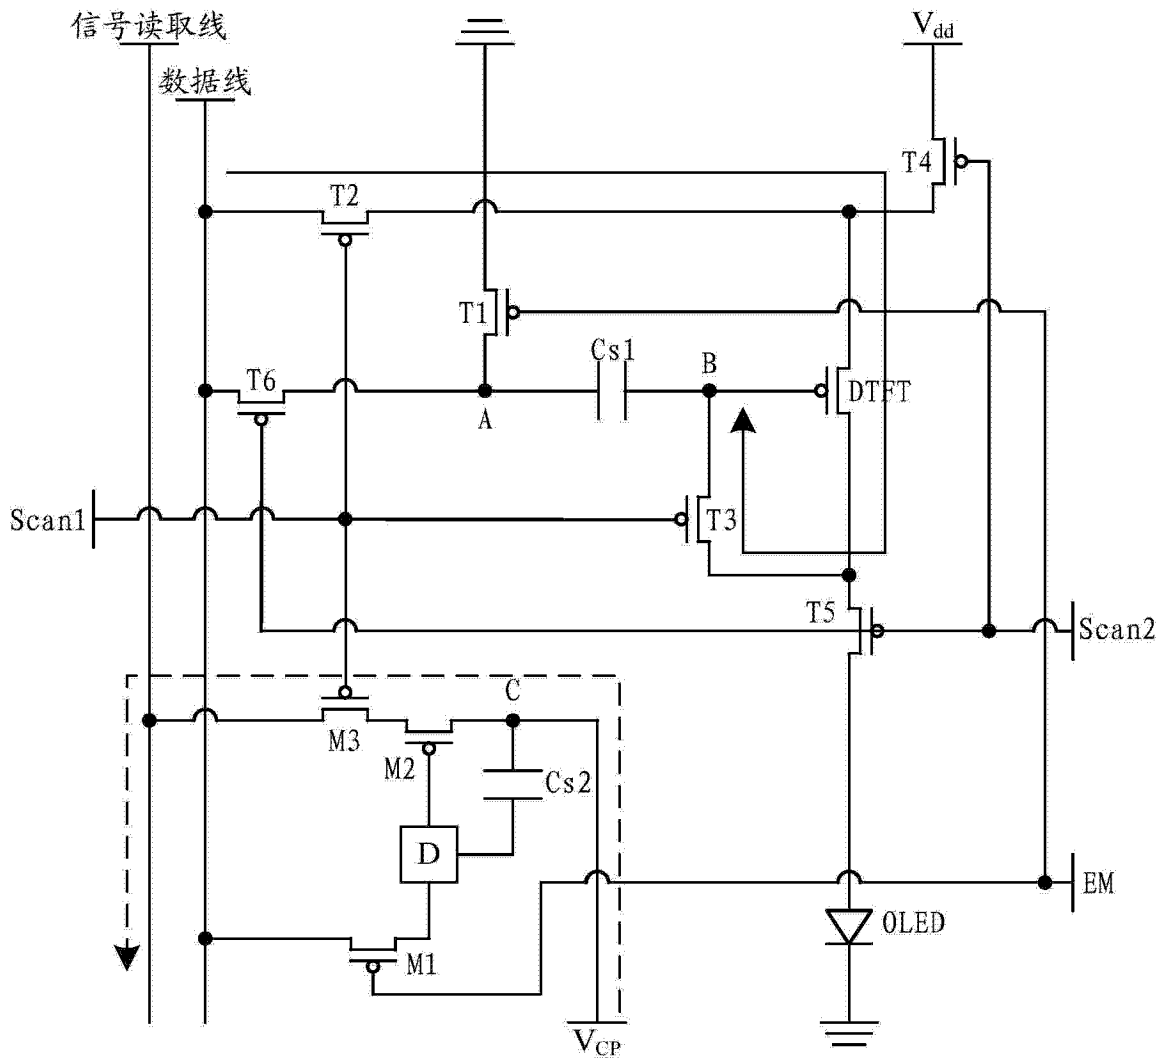 信号读取线
数据线
Vdd
T4
T2
T1
Cs1
B
T6
A
DTFT
Scan1
T3
T5
Scan2
C
M3
M2
Cs2
D
EM
OLED
M1
VCP